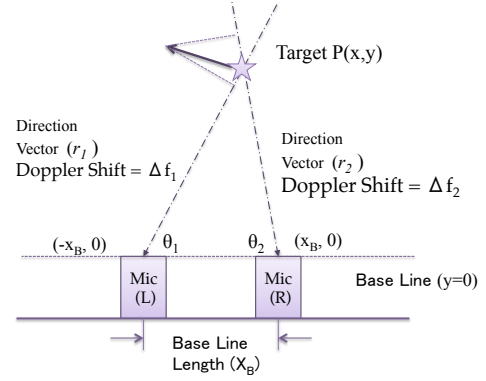 Target P(x,y)
Direction
Vector (r1)
Doppler Shift = Δf1
Direction
Vector (r2)
Doppler Shift = Δf2
(-xB, 0) θ1 θ2 (xB, 0)
Mic
(L)
Mic
(R)
Base Line (y=0)
Base Line
Length (XB)